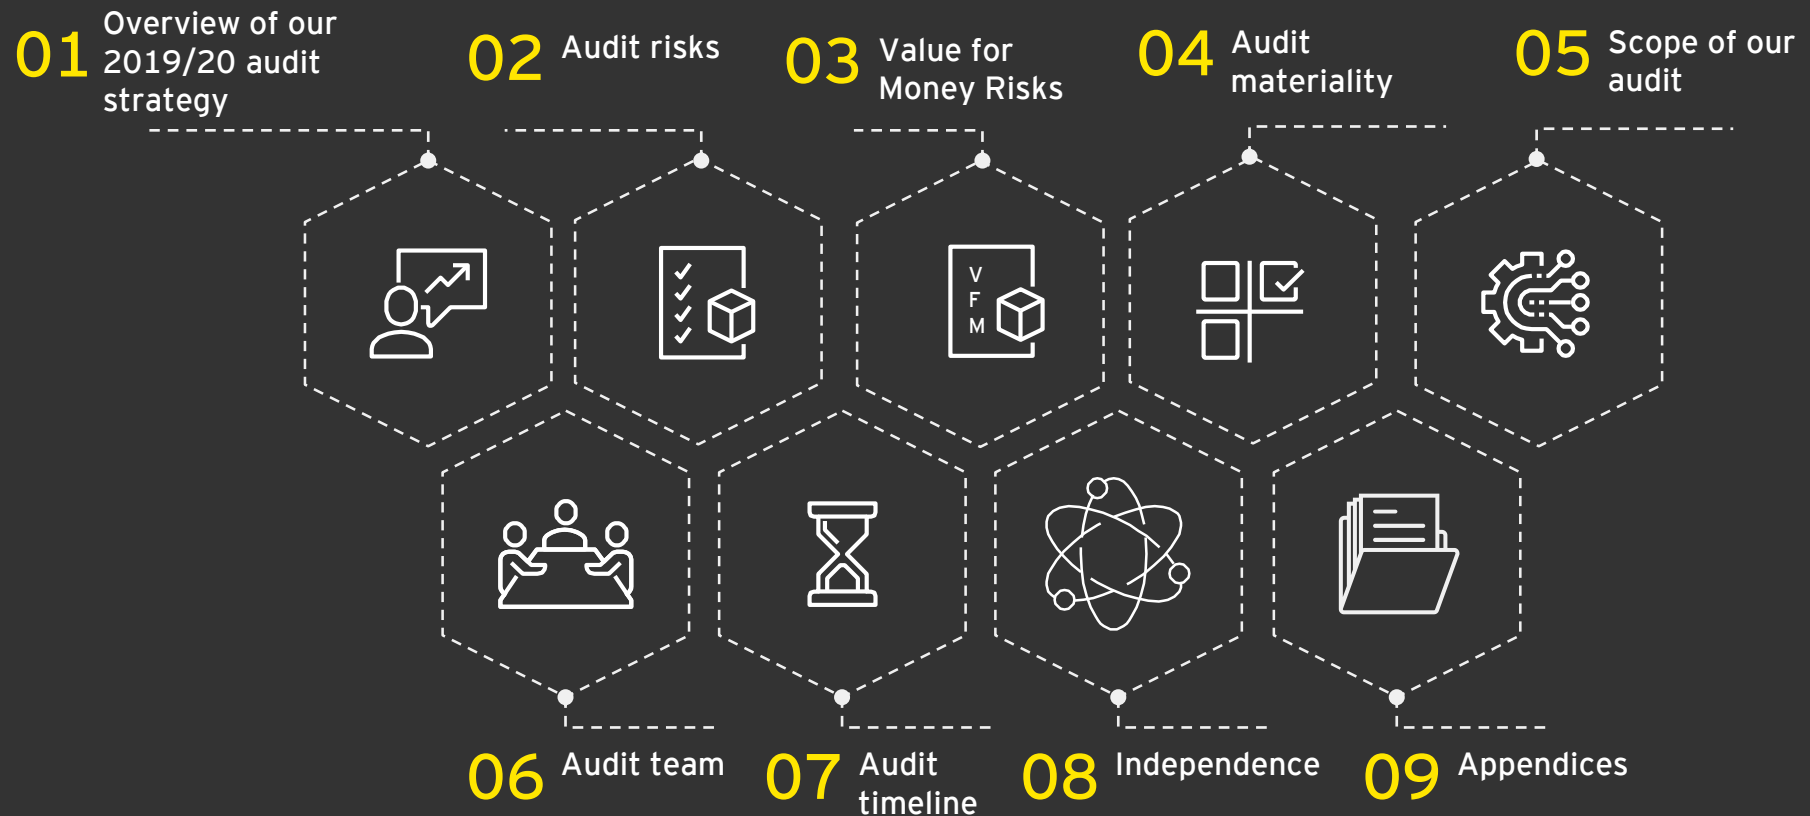 01 Overview of our
2019/20 audit
strategy
02 Audit risks
03 Value for
Money Risks
04 Audit
materiality
05 Scope of our
audit
V
F
M
06 Audit team
07 Audit
timeline
08 Independence
09 Appendices